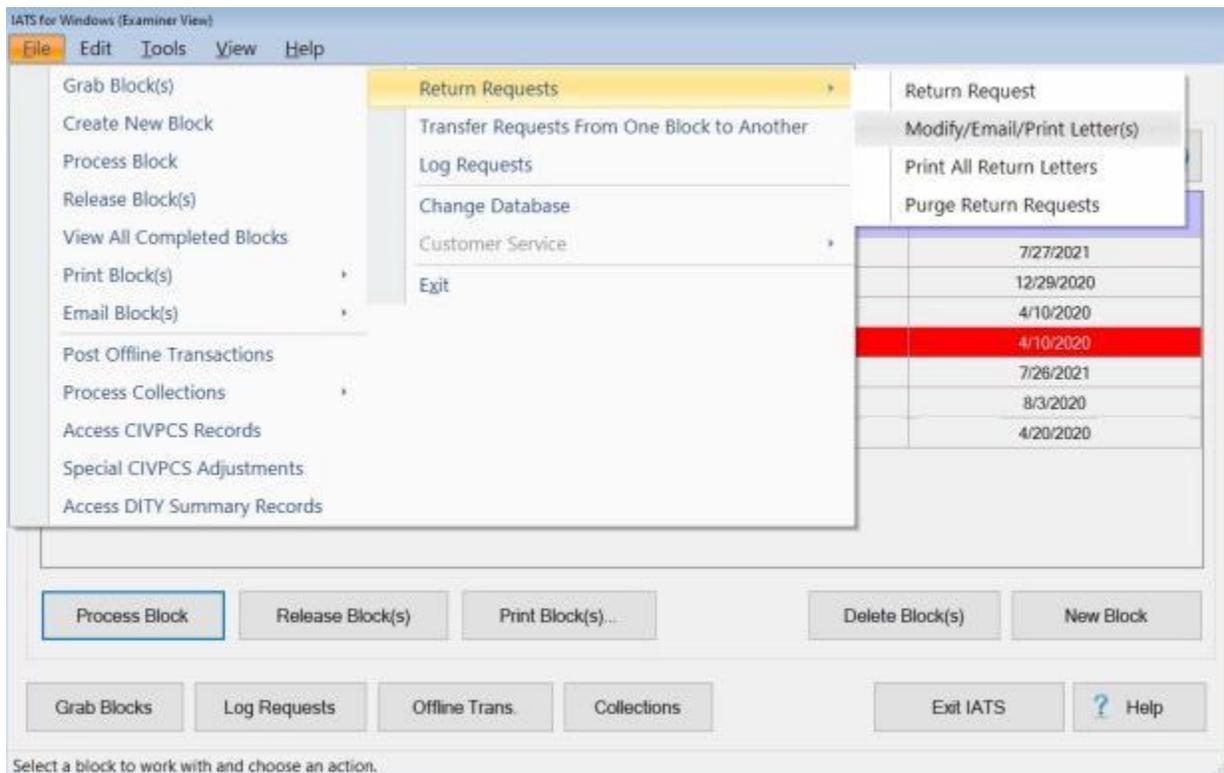 IATS for Windows (Examiner View)
File Edit Tools View Help
Grab Block(s)
Create New Block
Process Block
Release Block(s)
View All Completed Blocks
Print Block(s)
Email Block(s)
Post Offline Transactions
Process Collections
Access CIVPCS Records
Special CIVPCS Adjustments
Access DITY Summary Records
Return Requests
Transfer Requests From One Block to Another
Log Requests
Change Database
Customer Service
Exit
Return Request
Modify/Email/Print Letter(s)
Print All Return Letters
Purge Return Requests
7/27/2021
12/29/2020
4/10/2020
4/10/2020
7/26/2021
8/3/2020
4/20/2020
Process Block Release Block(s) Print Block(s)... Delete Block(s) New Block
Grab Blocks Log Requests Offline Trans. Collections Exit IATS ? Help
Select a block to work with and choose an action.